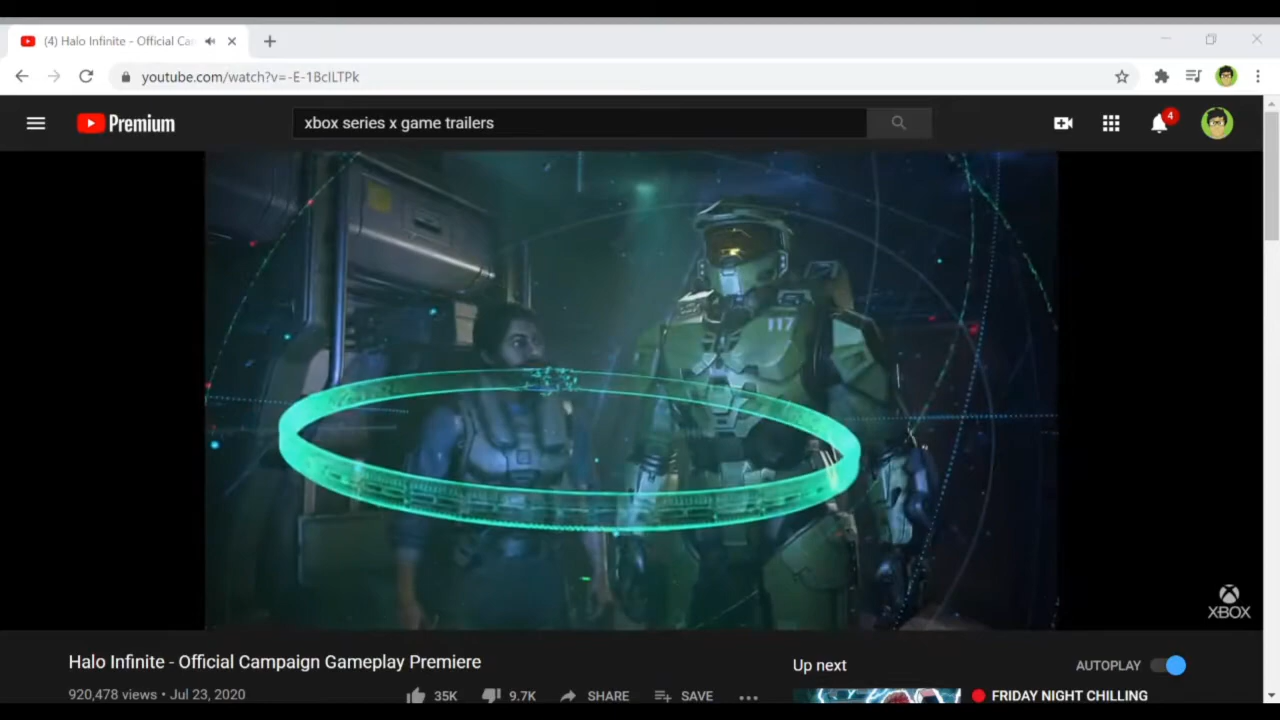 (4) Halo Infinite - Official Ca
youtube.com/watch?v=-E-1BclLTPk
Premium
xbox series x game trailers
4
117
XBOX
Halo Infinite - Official Campaign Gameplay Premiere
Up next
AUTOPLAY
920,478 views • Jul 23, 2020
35K
9.7K
SHARE
SAVE
FRIDAY NIGHT CHILLING